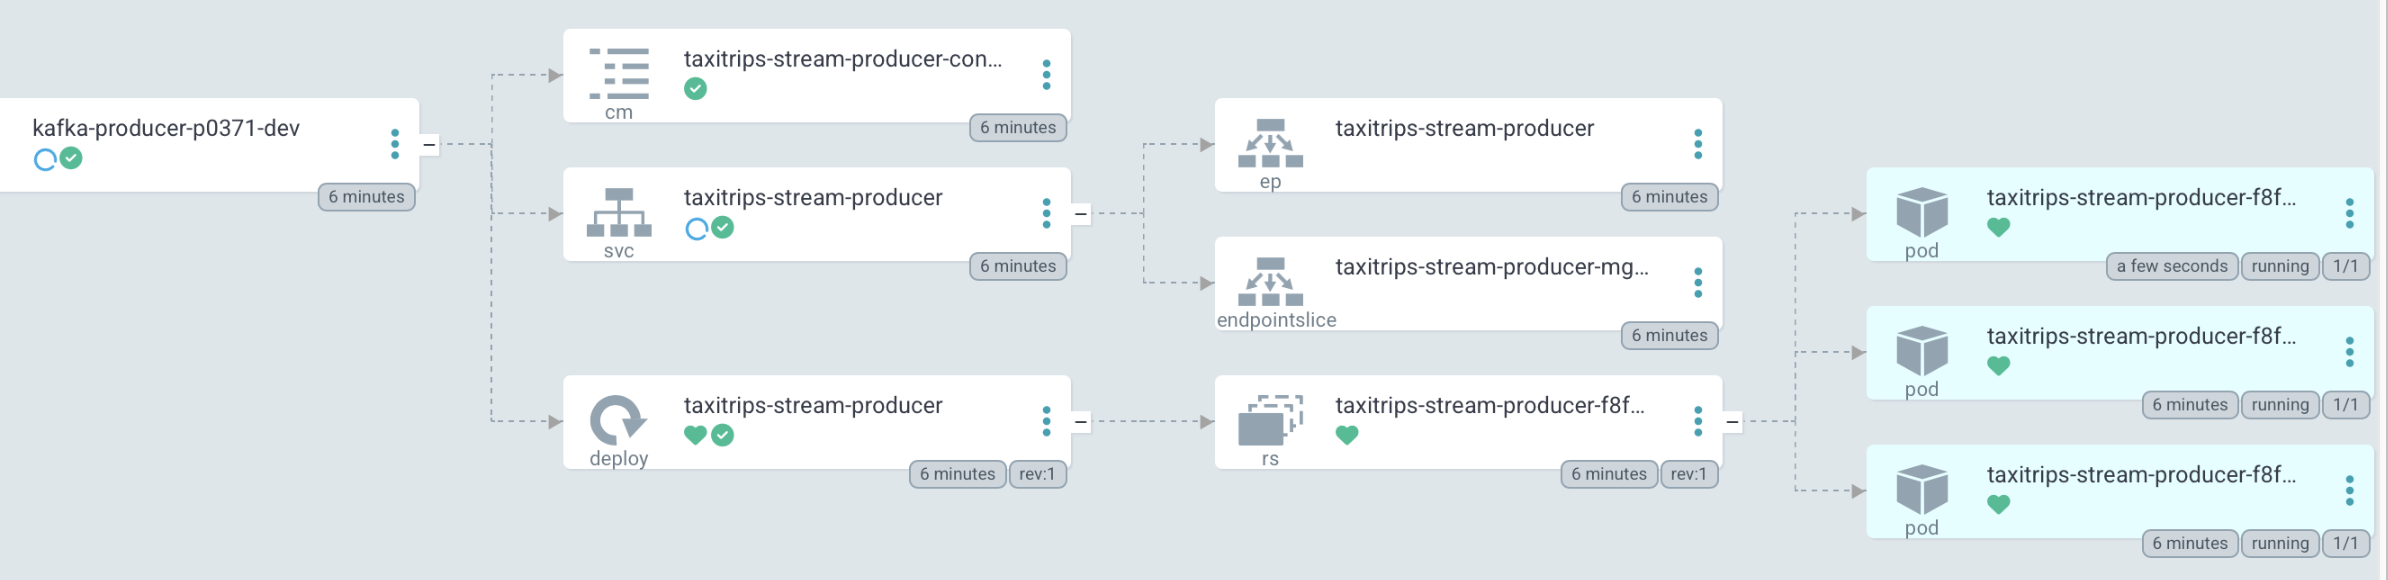 kafka-producer-p0371-dev
6 minutes
taxitrips-stream-producer-con...
cm
6 minutes
taxitrips-stream-producer
svc
6 minutes
taxitrips-stream-producer
deploy
6 minutes rev:1
taxitrips-stream-producer
ep
6 minutes
taxitrips-stream-producer-mg...
endpointslice
6 minutes
taxitrips-stream-producer-f8f...
rs
6 minutes rev:1
taxitrips-stream-producer-f8f...
pod
a few seconds running 1/1
taxitrips-stream-producer-f8f...
pod
6 minutes running 1/1
taxitrips-stream-producer-f8f...
pod
6 minutes running 1/1